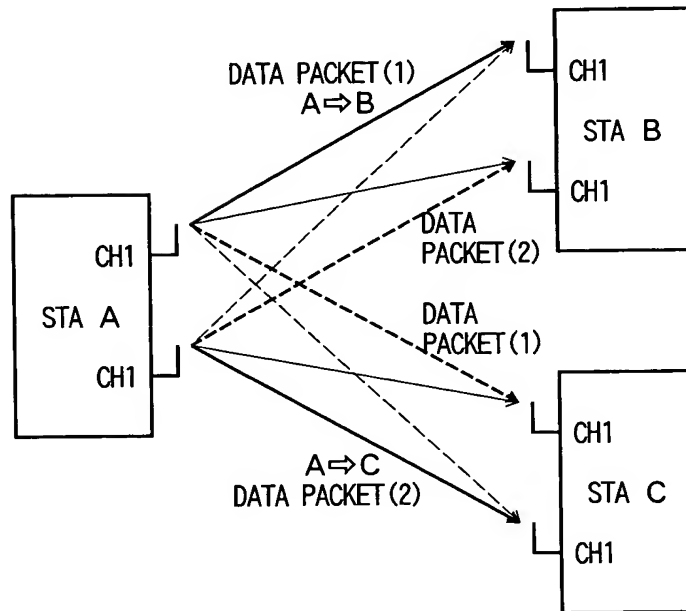 DATA PACKET(1)
A⇒B
CH1
STA B
CH1
DATA
PACKET(2)
CH1
STA A
CH1
DATA
PACKET(1)
A⇒C
DATA PACKET(2)
CH1
STA C
CH1